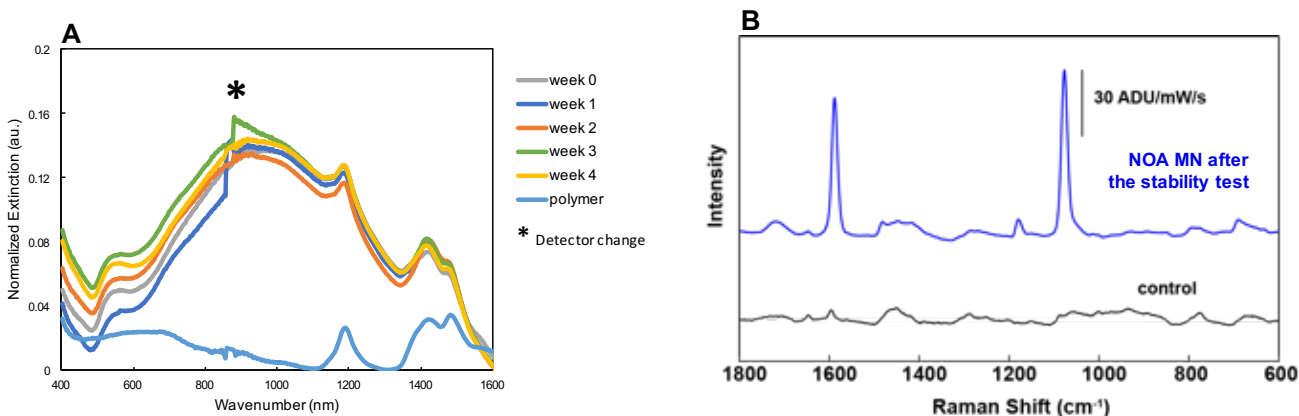 A
Normalized Extinction (au.)
0.2
0.16
0.12
0.08
0.04
0
400 600 800 1000 1200 1400 1600
Wavenumber (nm)
*
week 0
week 1
week 2
week 3
week 4
polymer
* Detector change
B
Intensity
30 ADU/mW/s
NOA MN after
the stability test
control
1800 1600 1400 1200 1000 800 600
Raman Shift (cm⁻¹)